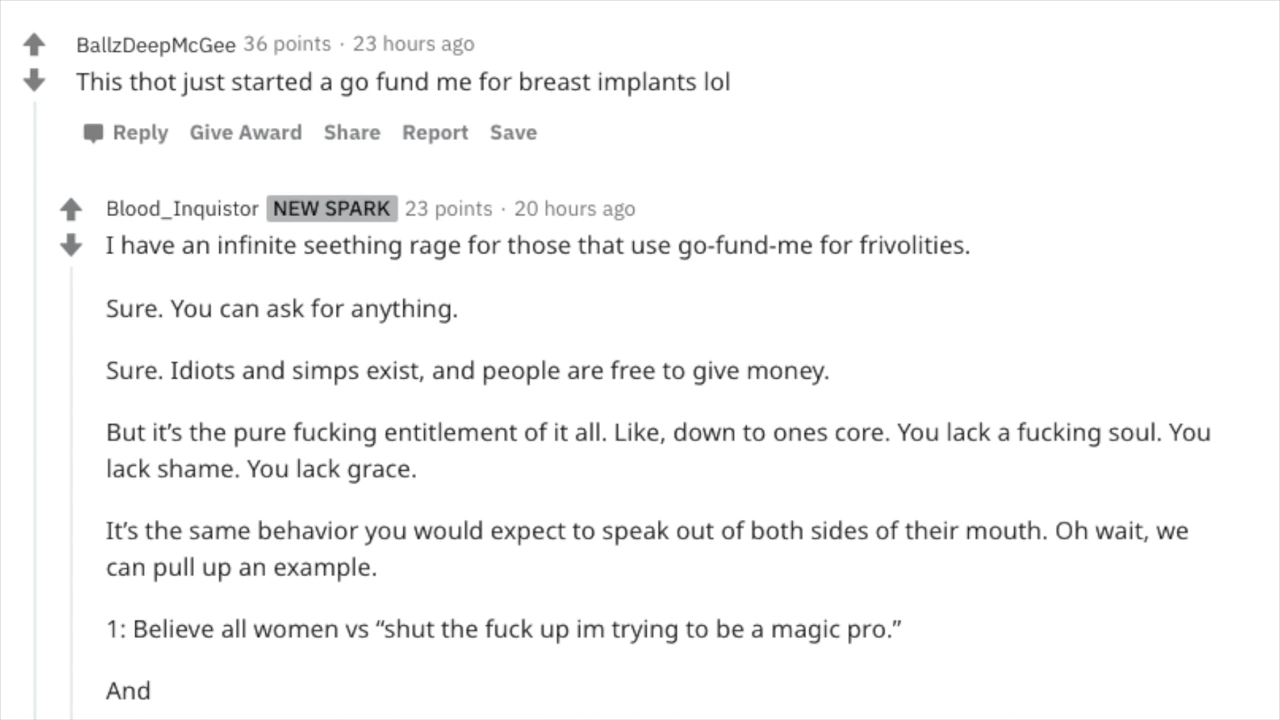 BallzDeepMcGee 36 points · 23 hours ago
This thot just started a go fund me for breast implants lol
Reply Give Award Share Report Save
Blood_Inquistor NEW SPARK 23 points · 20 hours ago
I have an infinite seething rage for those that use go-fund-me for frivolities.
Sure. You can ask for anything.
Sure. Idiots and simps exist, and people are free to give money.
But it’s the pure fucking entitlement of it all. Like, down to ones core. You lack a fucking soul. You
lack shame. You lack grace.
It’s the same behavior you would expect to speak out of both sides of their mouth. Oh wait, we
can pull up an example.
1: Believe all women vs “shut the fuck up im trying to be a magic pro.”
And